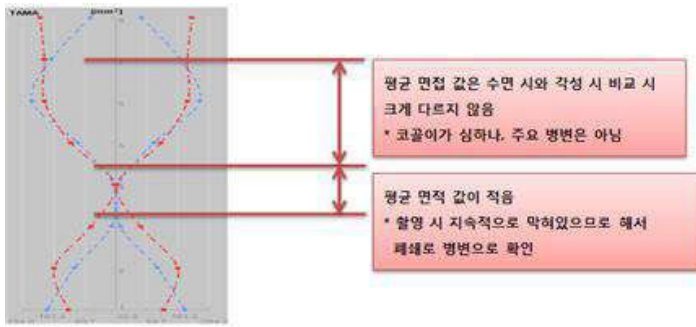 YAMA [mm²]
평균 면접 값은 수면 시와 각성 시 비교 시
크게 다르지 않음
* 코골이가 심하나, 주요 병변은 아님
평균 면적 값이 적음
* 촬영 시 지속적으로 막혀있으므로 해서
폐쇄로 병변으로 확인